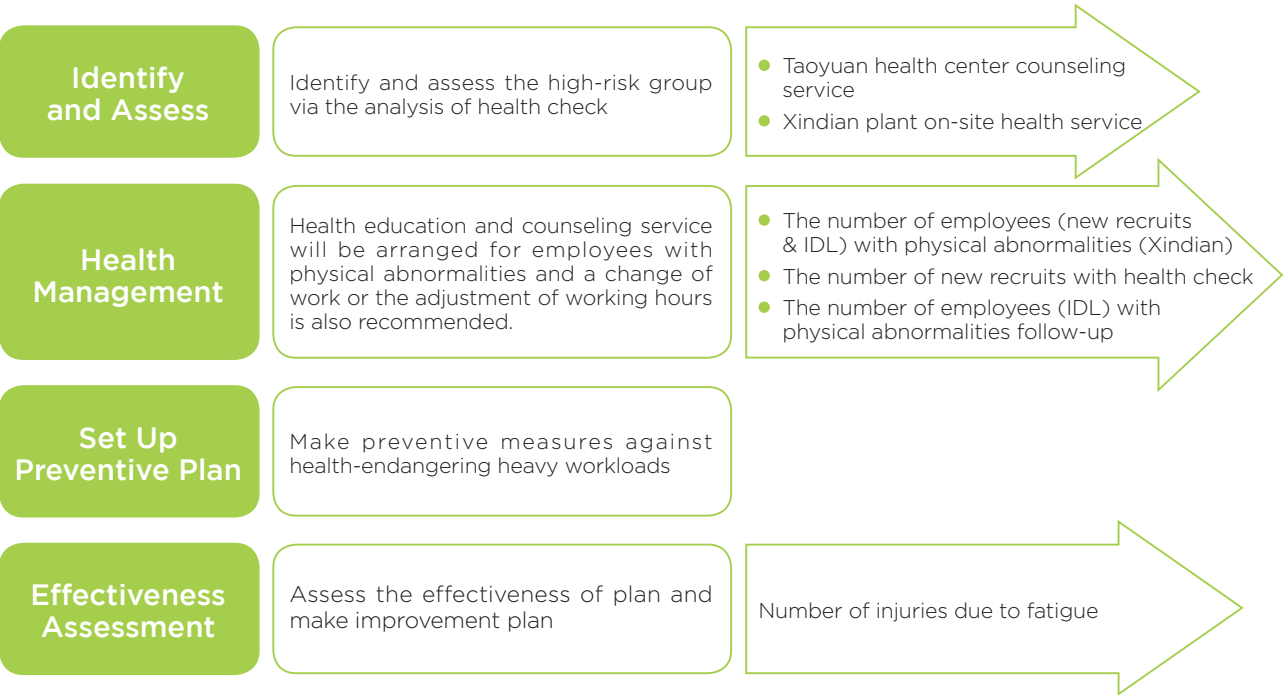 Identify
and Assess
Identify and assess the high-risk group
via the analysis of health check
Taoyuan health center counseling
service
Xindian plant on-site health service
Health
Management
Health education and counseling service
will be arranged for employees with
physical abnormalities and a change of
work or the adjustment of working hours
is also recommended.
The number of employees (new recruits
& IDL) with physical abnormalities (Xindian)
The number of new recruits with health check
The number of employees (IDL) with
physical abnormalities follow-up
Set Up
Preventive Plan
Make preventive measures against
health-endangering heavy workloads
Effectiveness
Assessment
Assess the effectiveness of plan and
make improvement plan
Number of injuries due to fatigue